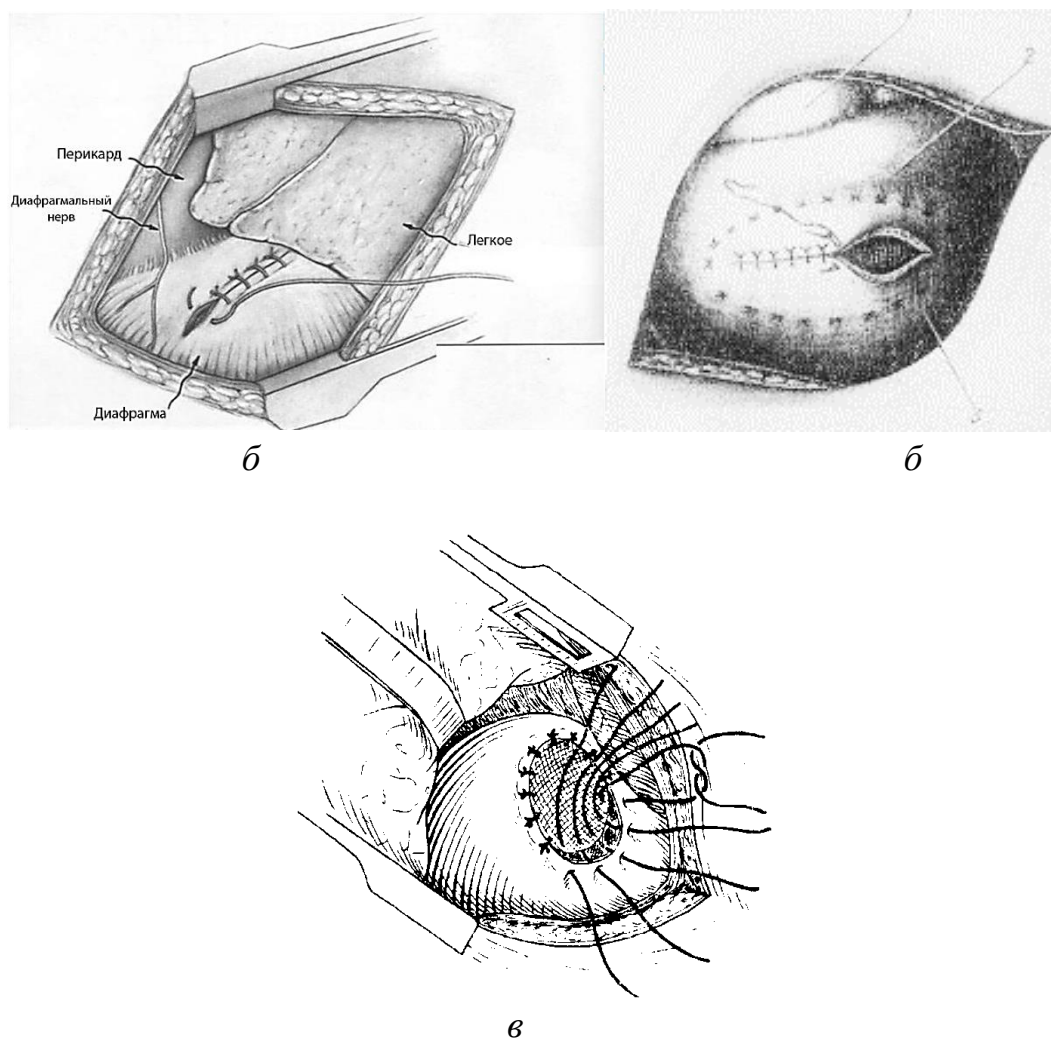 Перикард
Диафрагмальный
нерв
Легкое
Диафрагма
б
б
в